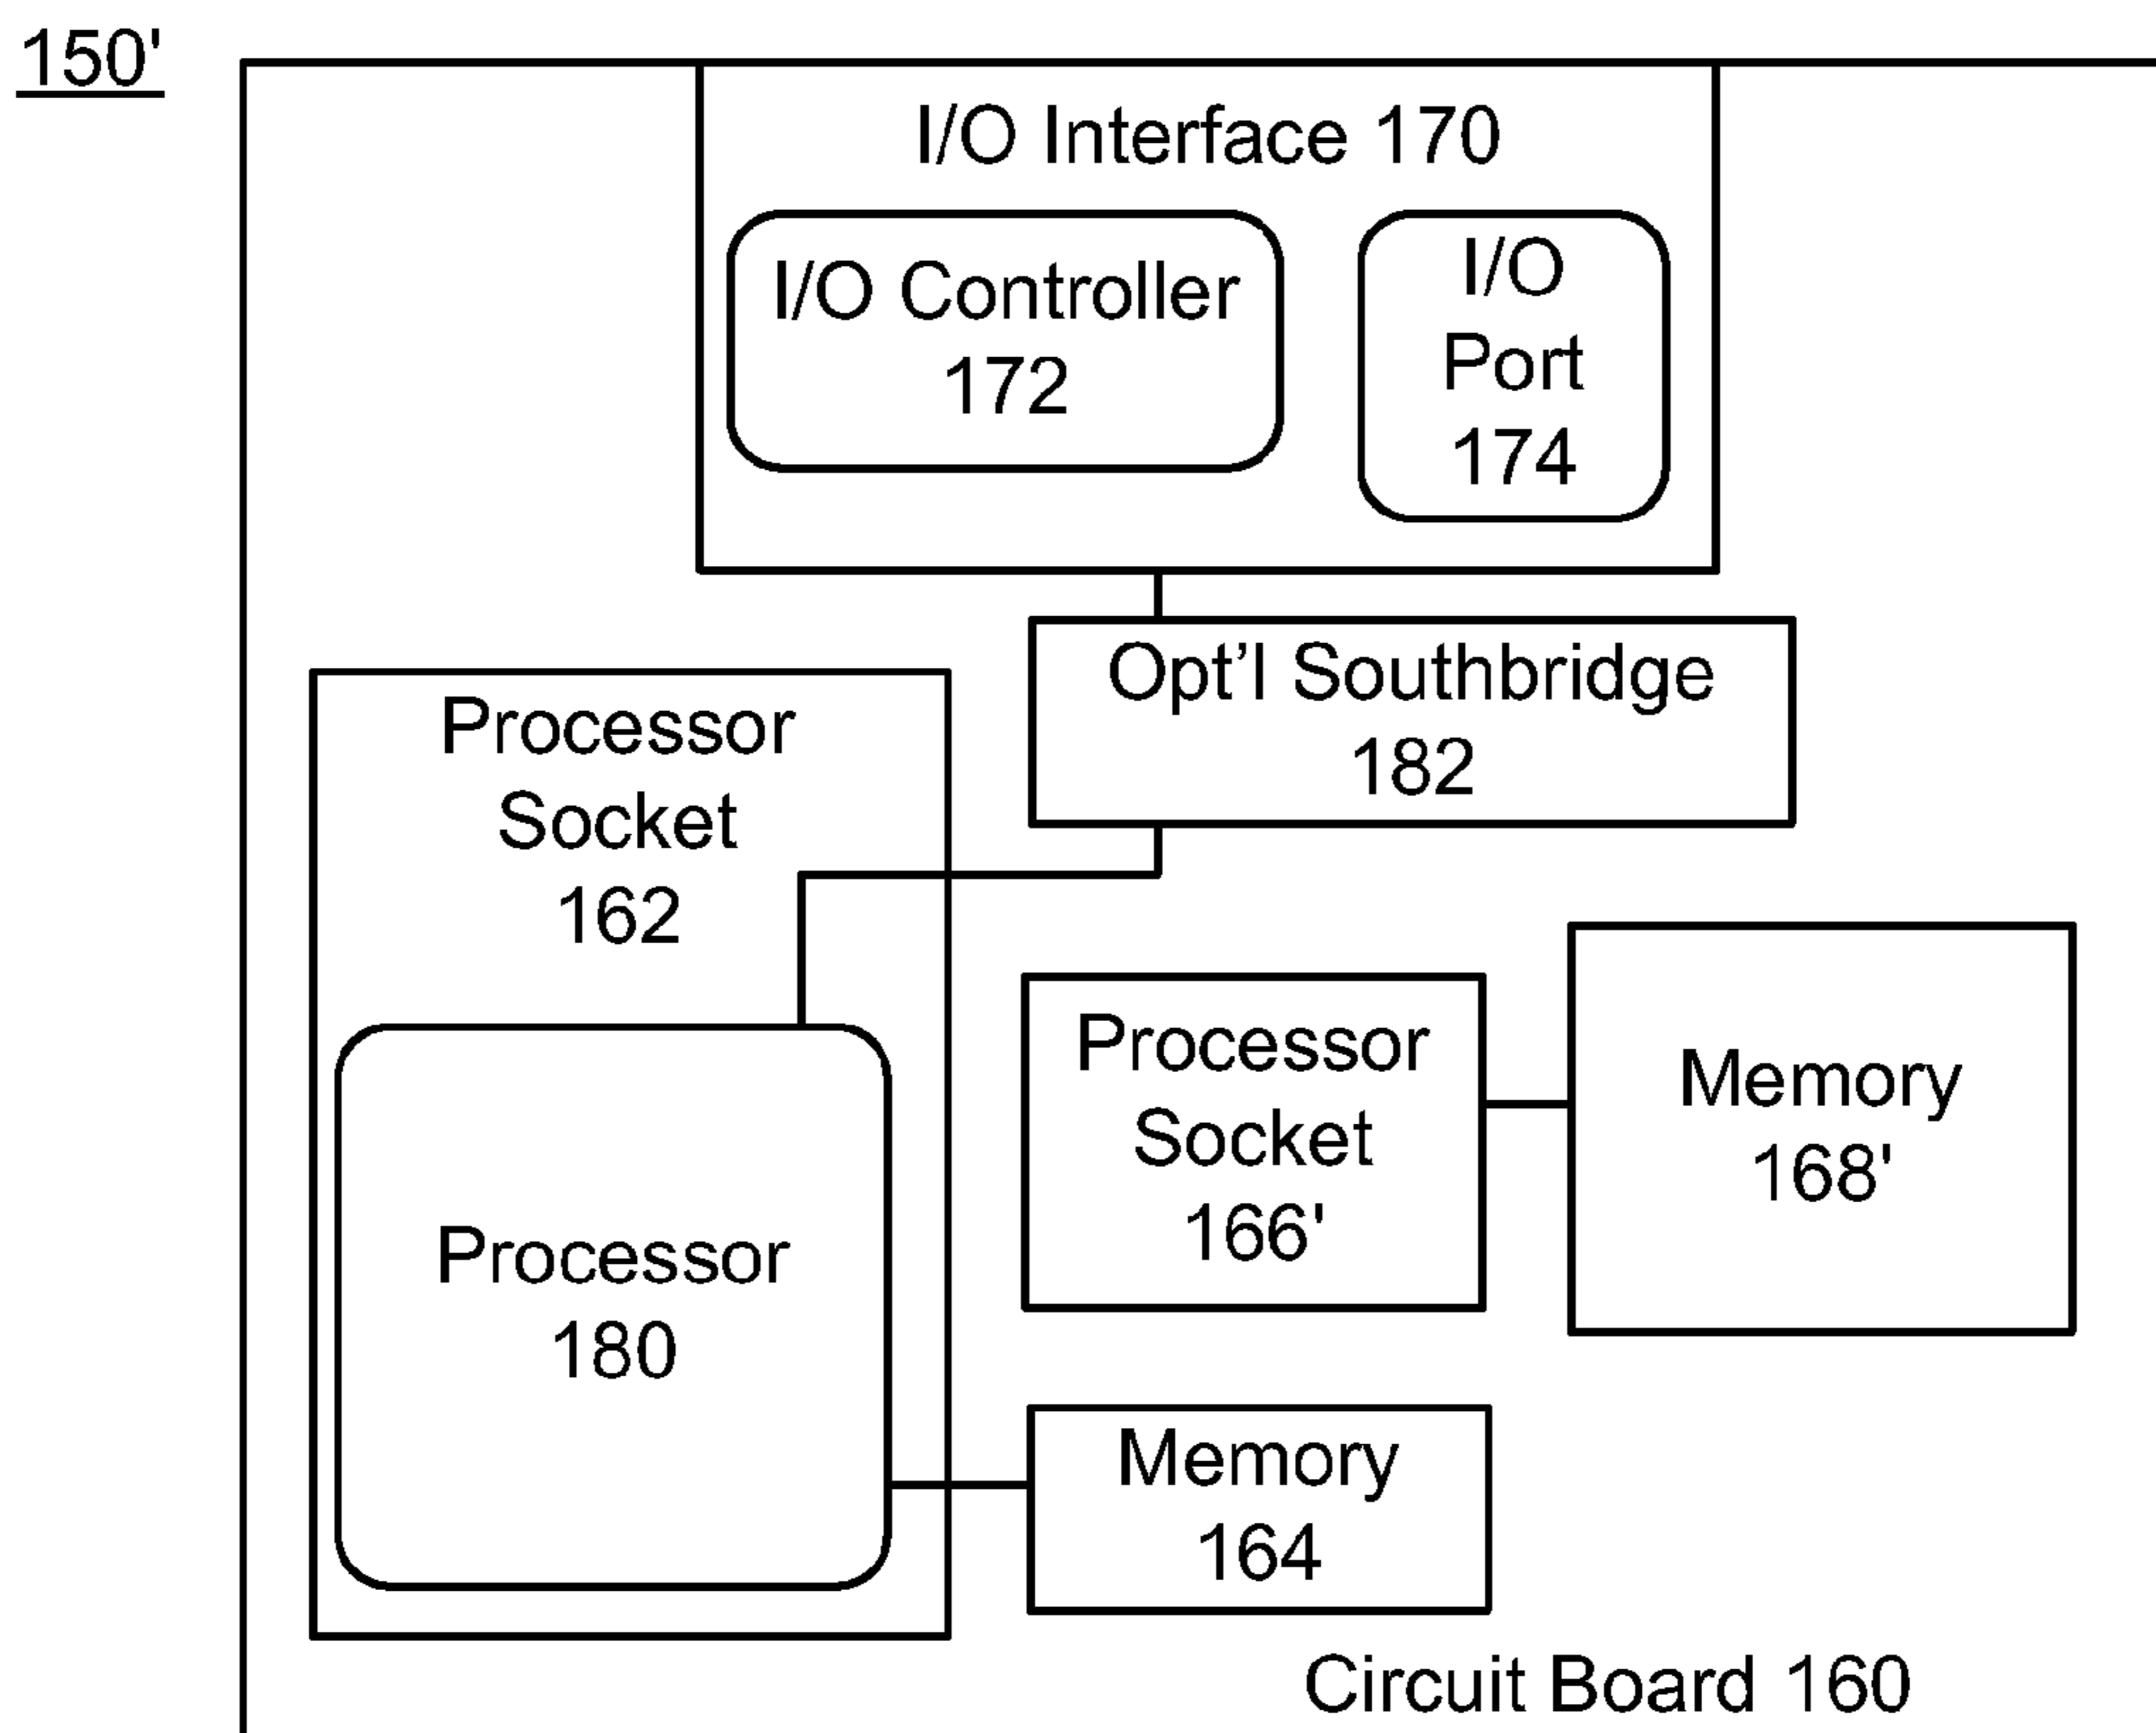 150'
I/O Interface 170
I/O Controller
172
I/O
Port
174
Opt'l Southbridge
182
Processor
Socket
162
Processor
180
Processor
Socket
166'
Memory
168'
Memory
164
Circuit Board 160